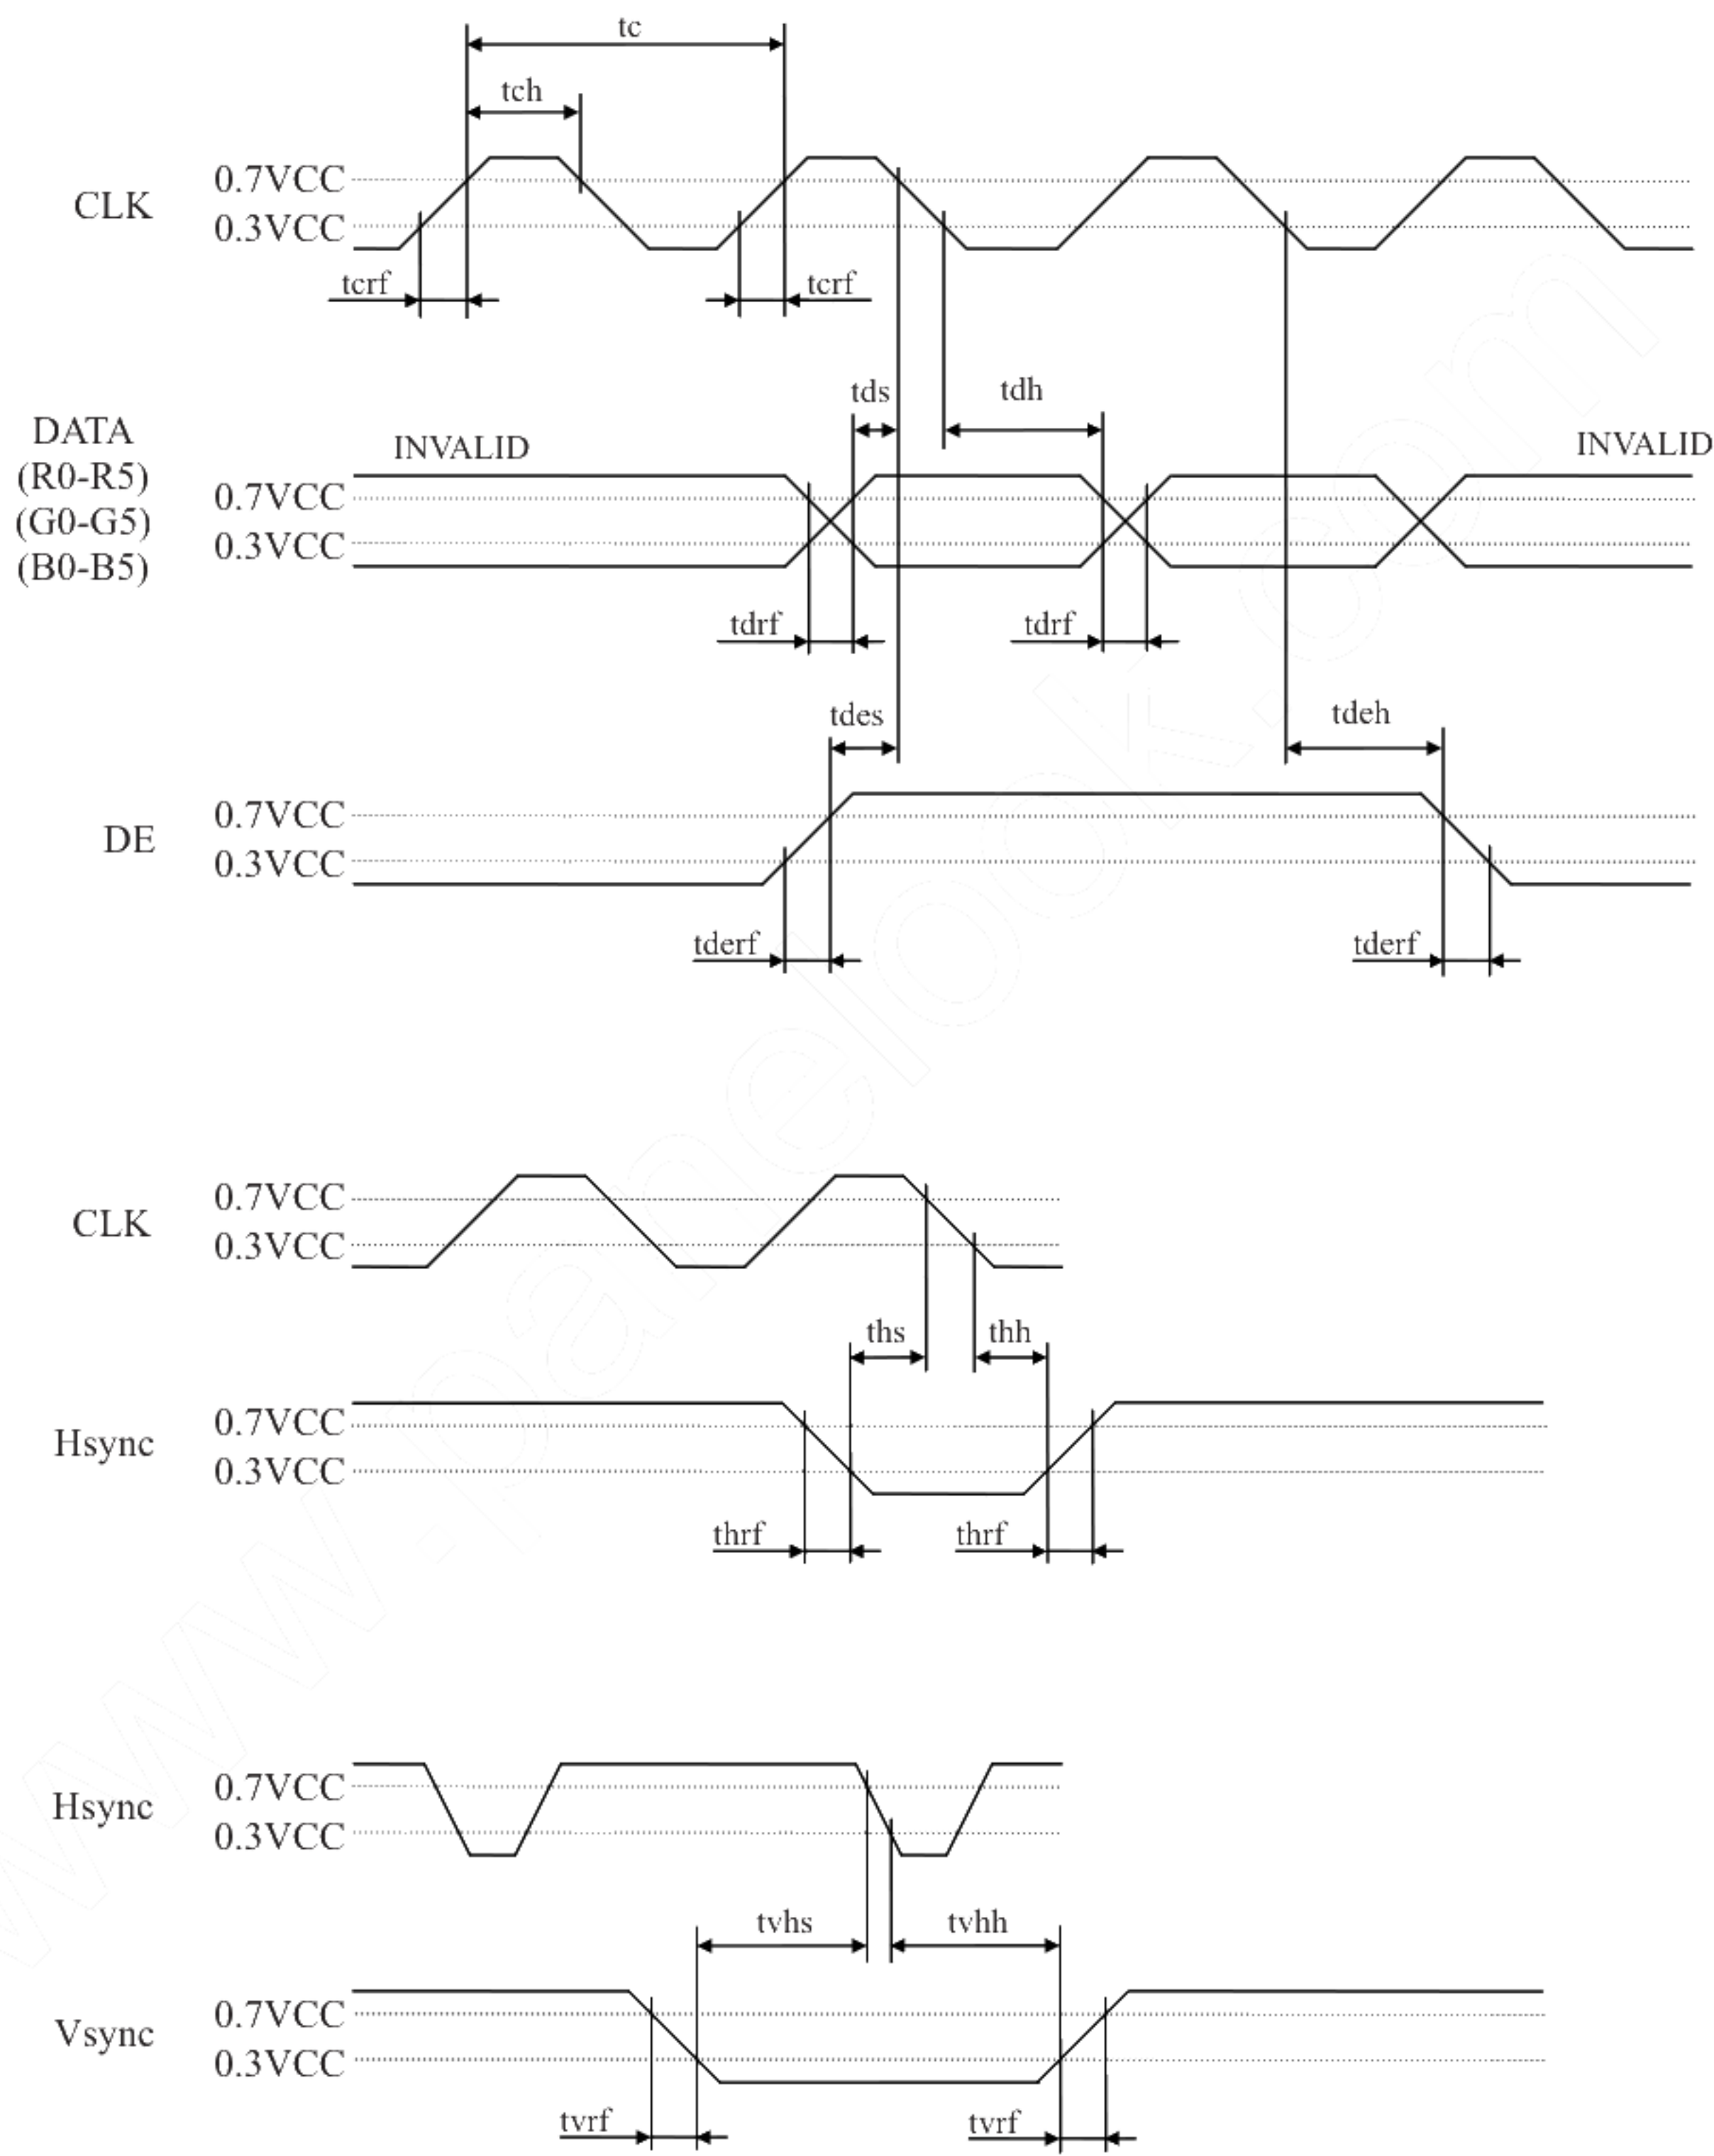 tc
tch
0.7VCC
CLK
0.3VCC
tcrf
tcrf
tds
tdh
DATA
(R0-R5)
(G0-G5)
(B0-B5)
INVALID
INVALID
0.7VCC
0.3VCC
tdrf
tdrf
tdes
tdeh
0.7VCC
DE
0.3VCC
tderf
tderf
0.7VCC
CLK
0.3VCC
ths
thh
0.7VCC
Hsync
0.3VCC
thrf
thrf
0.7VCC
Hsync
0.3VCC
tvhs
tvhh
0.7VCC
Vsync
0.3VCC
tvrf
tvrf
www.panelook.com